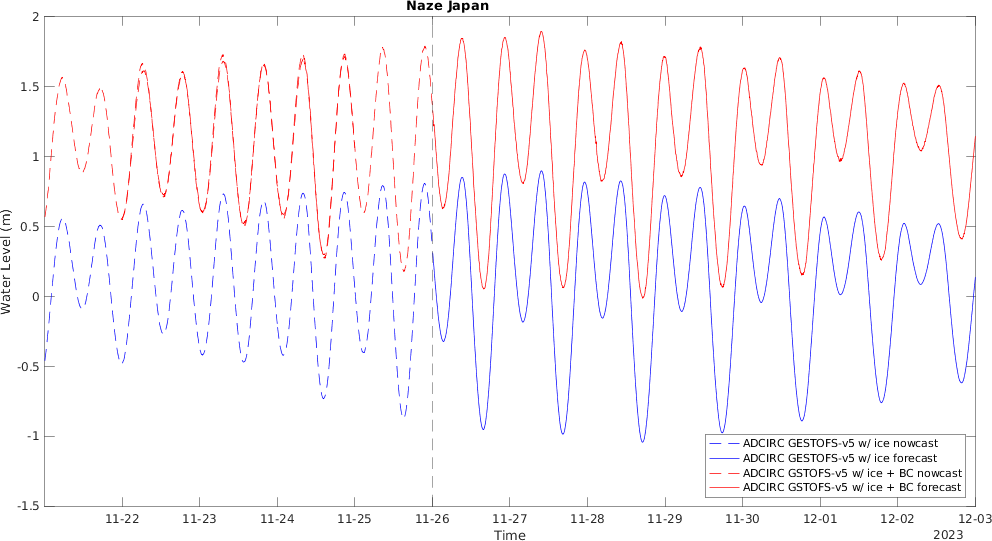 Naze Japan
2
1.5
1
0.5
0
-0.5
-1
-1.5
Water Level (m)
11-22 11-23 11-24 11-25 11-26 11-27 11-28 11-29 11-30 12-01 12-02 12-03
Time
2023
ADCIRC GESTOFS-v5 w/ ice nowcast
ADCIRC GESTOFS-v5 w/ ice forecast
ADCIRC GSTOFS-v5 w/ ice + BC nowcast
ADCIRC GSTOFS-v5 w/ ice + BC forecast